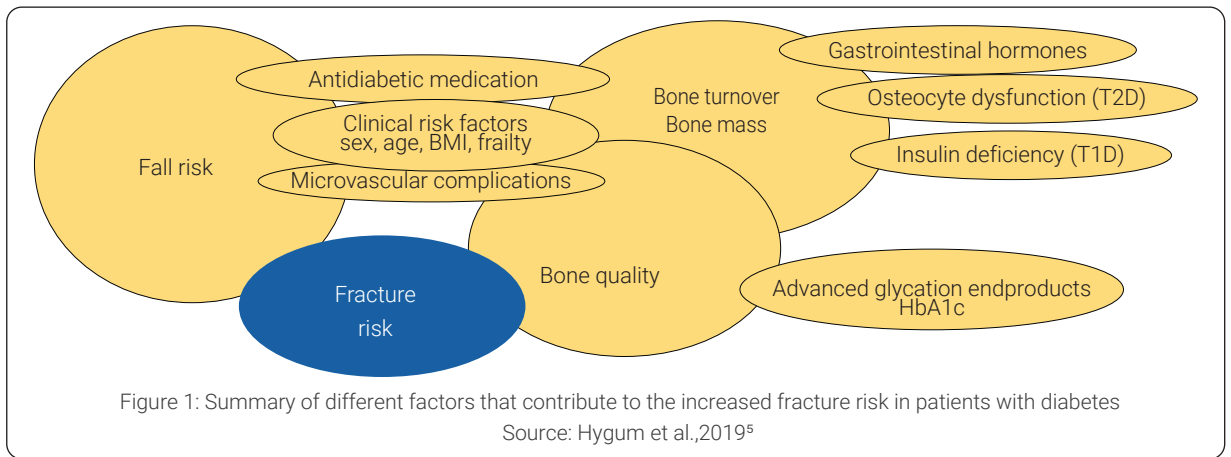 Gastrointestinal hormones
Antidiabetic medication
Bone turnover
Bone mass
Osteocyte dysfunction (T2D)
Clinical risk factors
sex, age, BMI, frailty
Insulin deficiency (T1D)
Fall risk
Microvascular complications
Bone quality
Advanced glycation endproducts
HbA1c
Fracture
risk
Figure 1: Summary of different factors that contribute to the increased fracture risk in patients with diabetes
Source: Hygum et al.,2019⁵